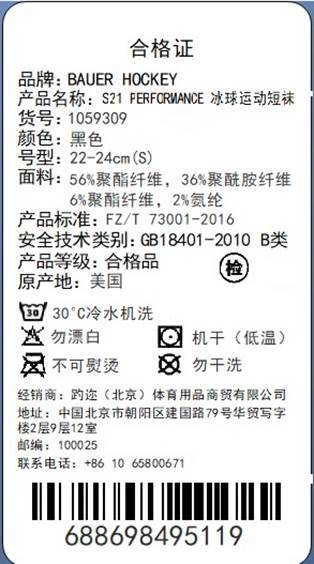 合格证
品牌：BAUER HOCKEY
产品名称：S21 PERFORMANCE 冰球运动短袜
货号：1059309
颜色：黑色
号型：22-24cm(S)
面料：56%聚酯纤维，36%聚酰胺纤维
6%聚酯纤维，2%氨纶
产品标准：FZ/T 73001-2016
安全技术类别：GB18401-2010 B类
产品等级：合格品
检
原产地：美国
30 30°C冷水机洗
勿漂白 机干（低温）
不可熨烫 勿干洗
经销商：趵迩（北京）体育用品商贸有限公司
地址：中国北京市朝阳区建国路79号华贸写字
楼2层9层12室
邮编：100025
联系电话：+86 10 65800671
688698495119